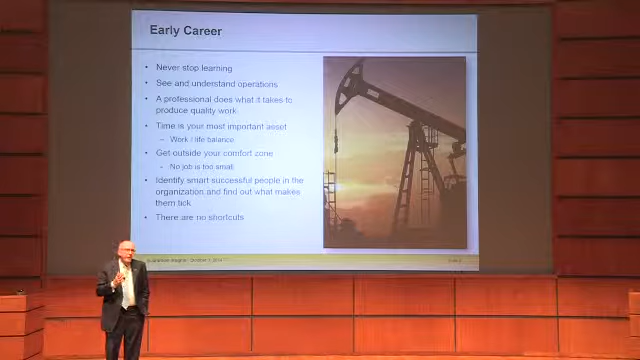 Early Career
• Never stop learning
• See and understand operations
• A professional does what it takes to
produce quality work
• Time is your most important asset
– Work / life balance
• Get outside your comfort zone
– No job is too small
• Identify smart successful people in the
organization and find out what makes
them tick
• There are no shortcuts